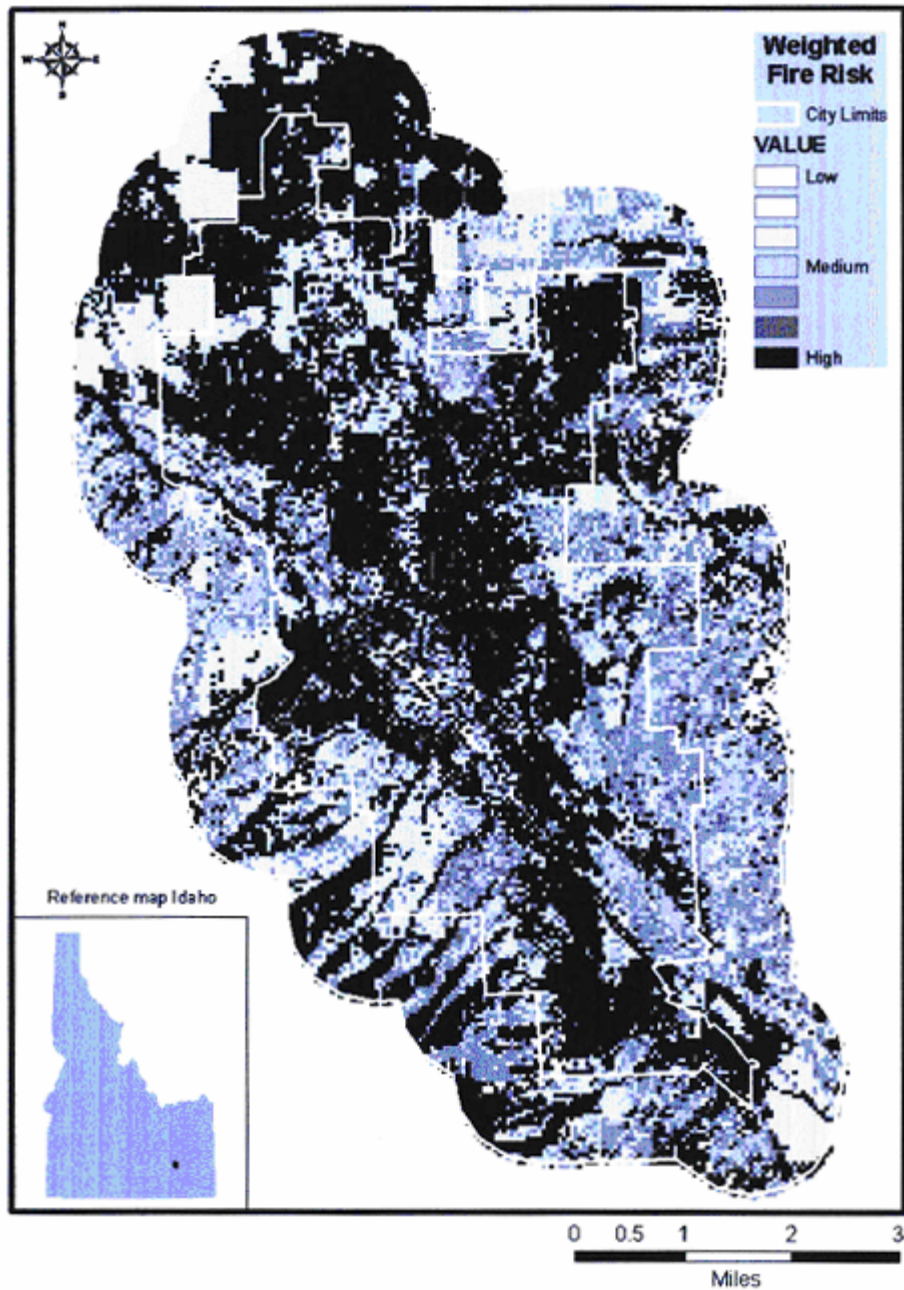 N
W E
S
Weighted
Fire Risk
City Limits
VALUE
Low
Medium
High
Reference map Idaho
0 0.5 1 2 3
Miles